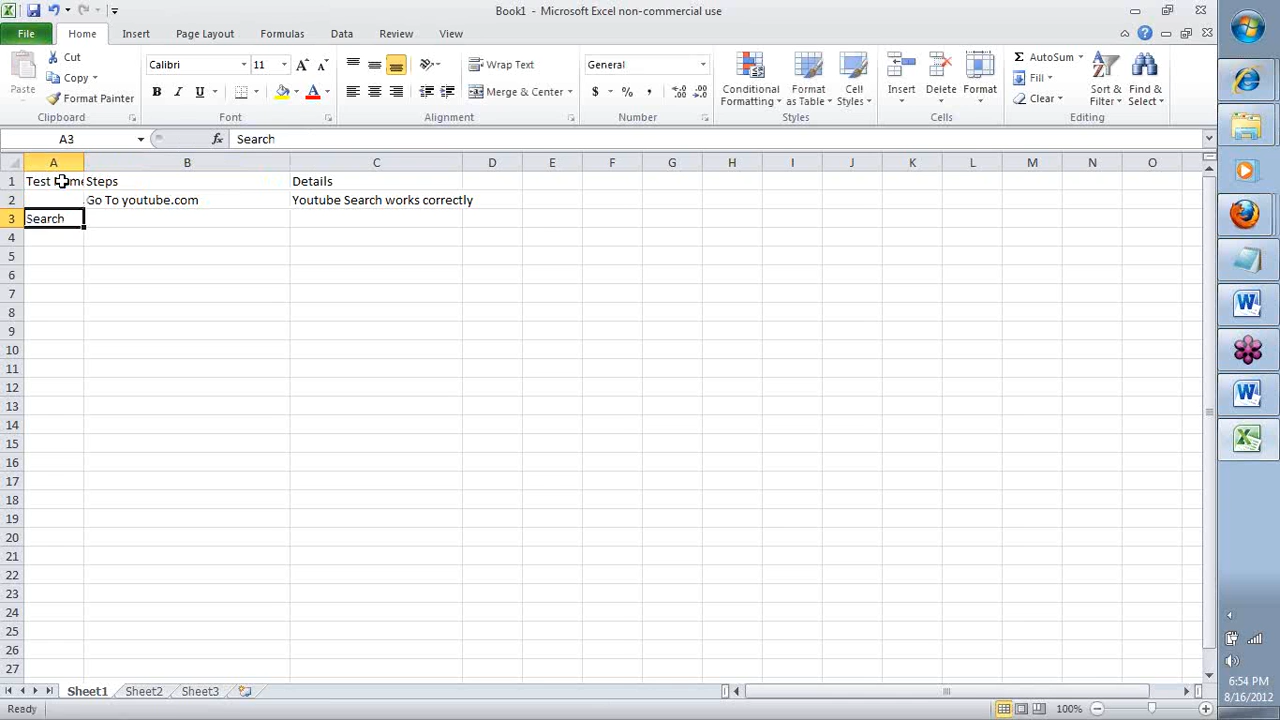 Book1 - Microsoft Excel non-commercial use
File Home Insert Page Layout Formulas Data Review View
Paste
Cut
Copy
Format Painter
Clipboard
Calibri 11
B I U
Font
Wrap Text
Merge & Center
Alignment
General
$ % ,
Number
Conditional Formatting
Format as Table
Cell Styles
Styles
Insert Delete Format
Cells
AutoSum
Fill
Clear
Sort & Filter
Find & Select
Editing
A3 fx Search
A B C D E F G H I J K L M N O
1 Test Steps Details
2 Go To youtube.com Youtube Search works correctly
3 Search
4
5
6
7
8
9
10
11
12
13
14
15
16
17
18
19
20
21
22
23
24
25
26
27
Sheet1 Sheet2 Sheet3
Ready 100%
6:54 PM
8/16/2012